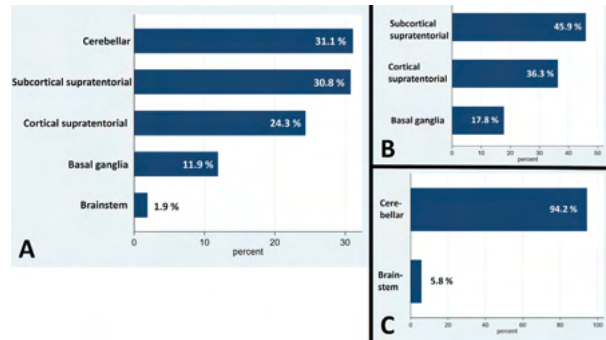 Cerebellar
31.1 %
Subcortical supratentorial
30.8 %
Cortical supratentorial
24.3 %
Basal ganglia
11.9 %
Brainstem
1.9 %
0
10
20
30
percent
A
Subcortical
supratentorial
45.9 %
Cortical
supratentorial
36.3 %
Basal ganglia
17.8 %
0
10
20
30
40
50
percent
B
Cere-
bellar
94.2 %
Brain-
stem
5.8 %
0
20
40
60
80
100
percent
C